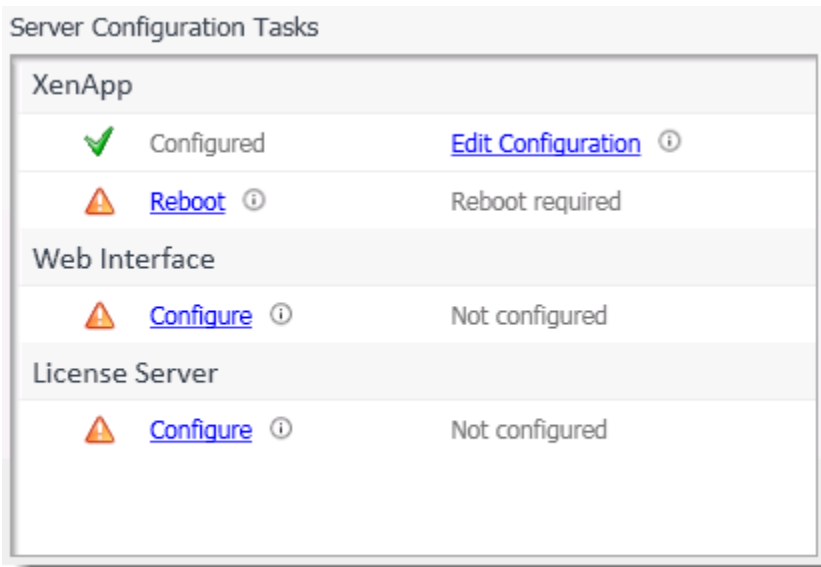 Server Configuration Tasks
XenApp
Configured Edit Configuration
Reboot Reboot required
Web Interface
Configure Not configured
License Server
Configure Not configured